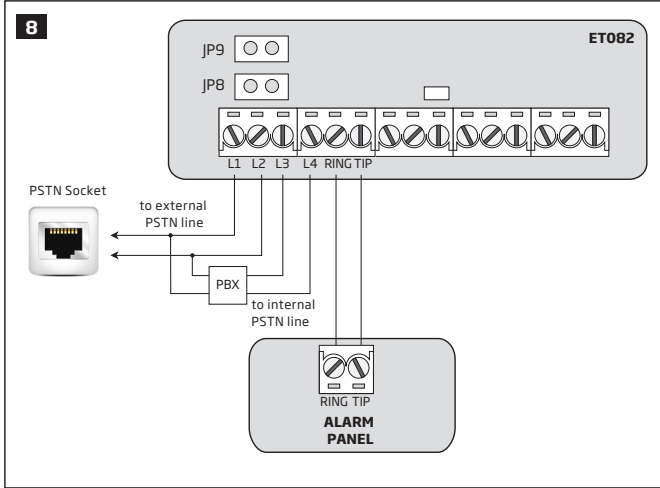 8
ET082
JP9
JP8
L1 L2 L3 L4 RING TIP
PSTN Socket
to external
PSTN line
PBX
to internal
PSTN line
RING TIP
ALARM
PANEL